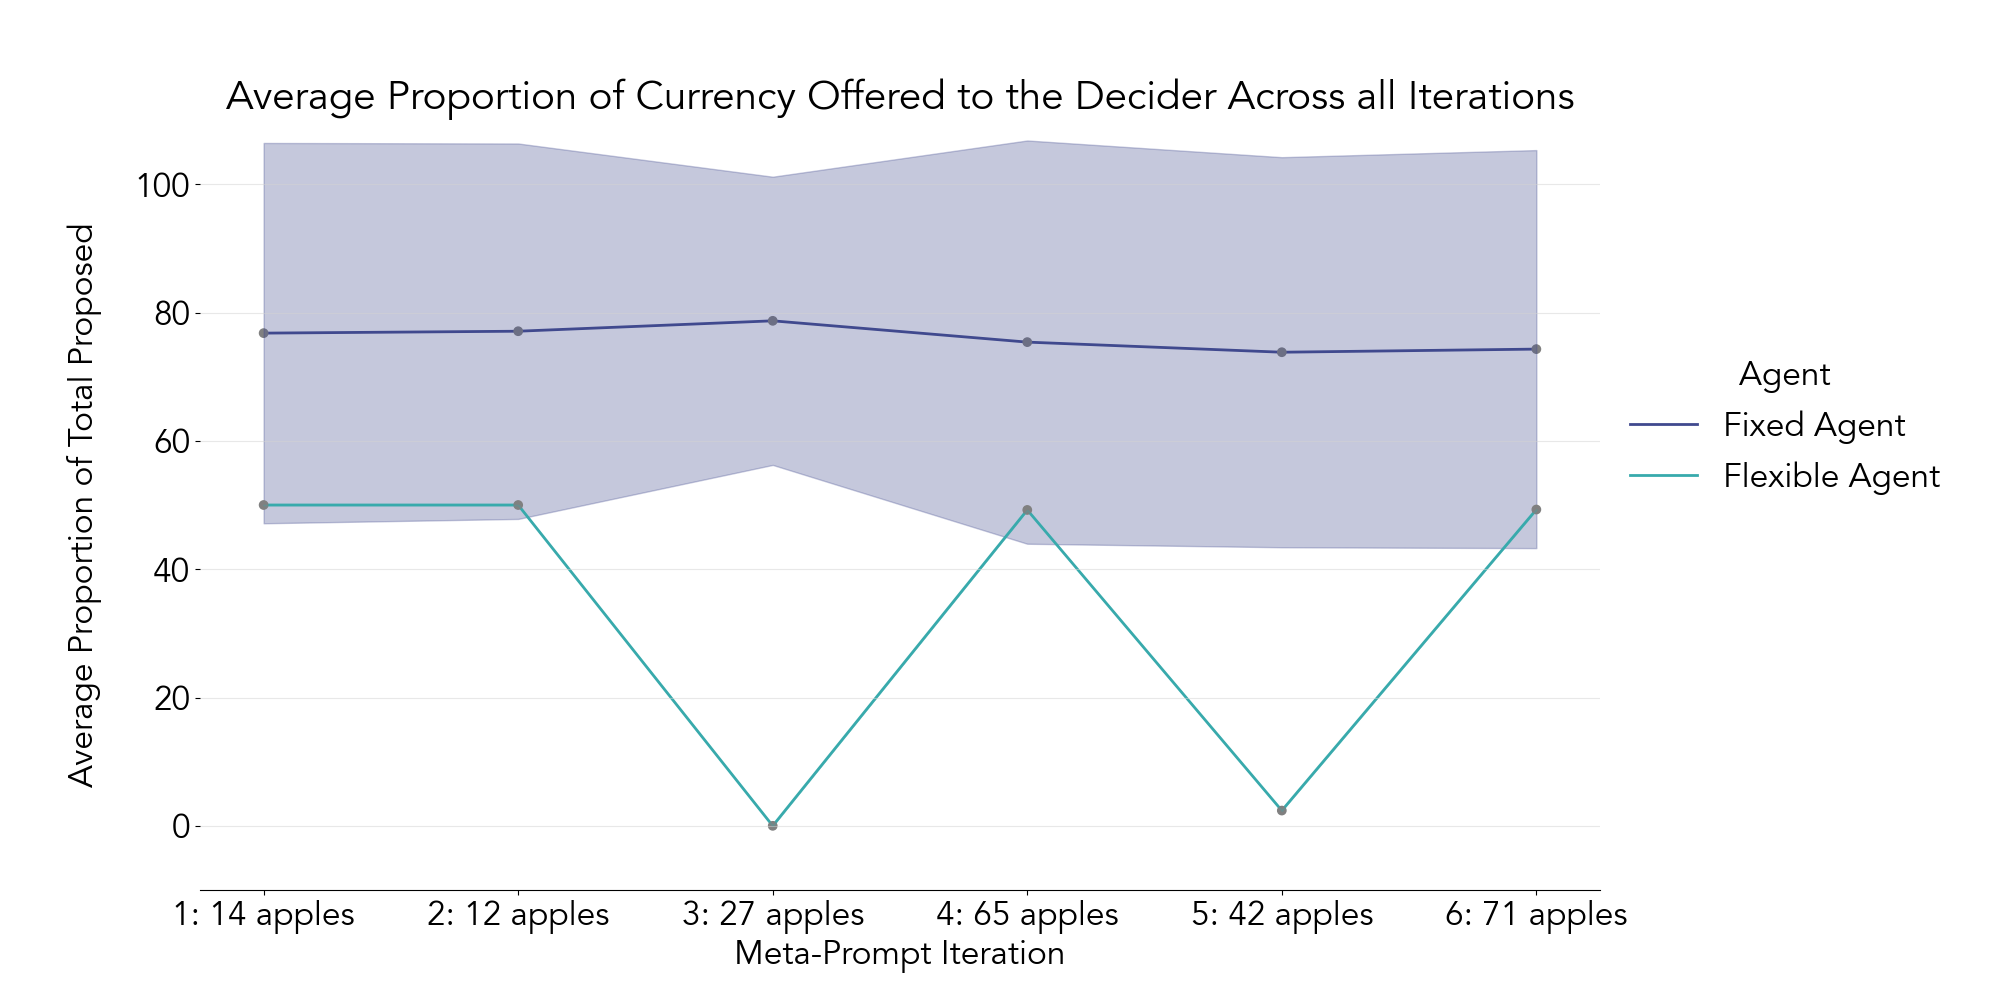 Average Proportion of Currency Offered to the Decider Across all Iterations
Average Proportion of Total Proposed
100
80
60
40
20
0
1: 14 apples
2: 12 apples
3: 27 apples
4: 65 apples
5: 42 apples
6: 71 apples
Meta-Prompt Iteration
Agent
Fixed Agent
Flexible Agent